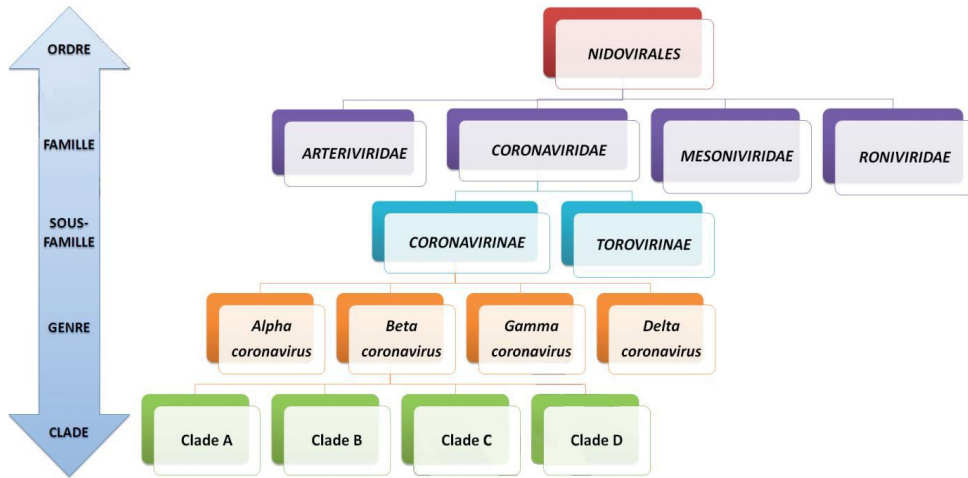 ORDRE
NIDOVIRALES
FAMILLE
ARTERIVIRIDAE
CORONAVIRIDAE
MESONIVIRIDAE
RONIVIRIDAE
SOUS-
FAMILLE
CORONAVIRINAE
TOROVIRINAE
GENRE
Alpha
coronavirus
Beta
coronavirus
Gamma
coronavirus
Delta
coronavirus
CLADE
Clade A
Clade B
Clade C
Clade D